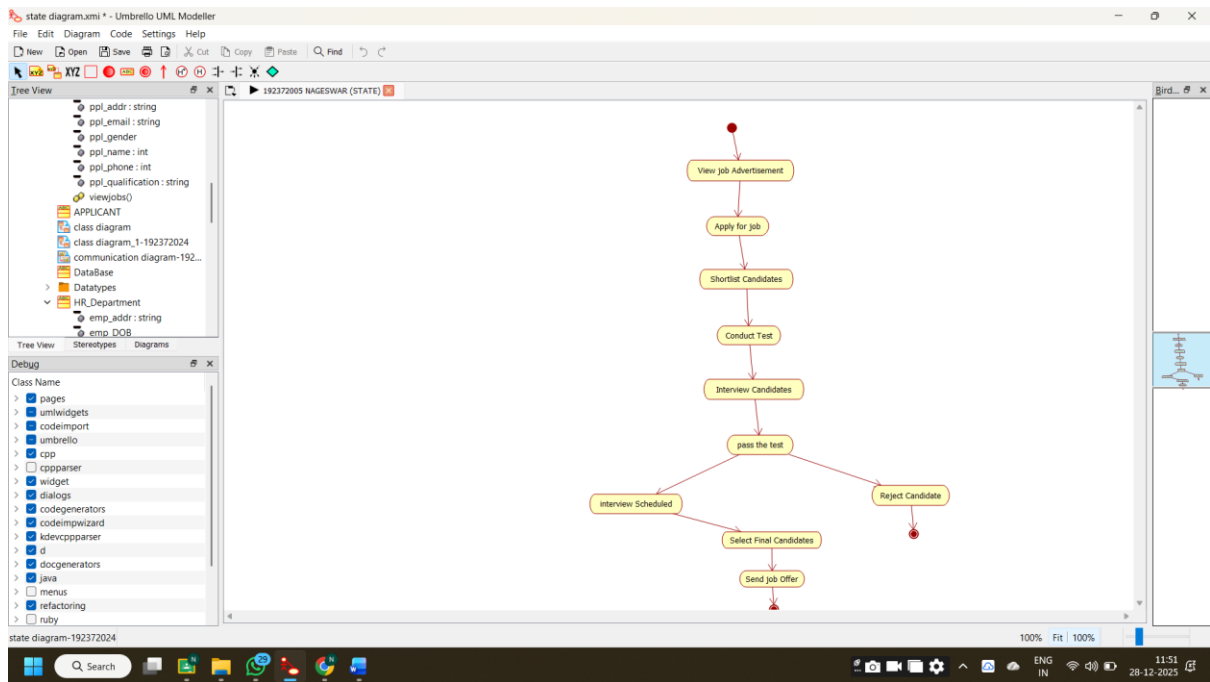 state diagram.xmi * - Umbrello UML Modeller
File Edit Diagram Code Settings Help
New Open Save Cut Copy Paste Find
XYZ XYZ ABC H* H
Tree View
192372005 NAGESWAR (STATE)
Bird...
ppl_addr : string
ppl_email : string
ppl_gender
ppl_name : int
ppl_phone : int
ppl_qualification : string
viewjobs()
APPLICANT
class diagram
class diagram_1-192372024
communication diagram-192...
DataBase
Datatypes
HR_Department
emp_addr : string
emp_DOB
Tree View Stereotypes Diagrams
Debug
Class Name
pages
umlwidgets
codeimport
umbrello
cpp
cppparser
widget
dialogs
codegenerators
codeimpwizard
kdevcppparser
d
docgenerators
java
menus
refactoring
ruby
View job Advertisement
Apply for job
Shortlist Candidates
Conduct Test
Interview Candidates
pass the test
interview Scheduled
Reject Candidate
Select Final Candidates
Send job Offer
state diagram-192372024
100% Fit 100%
Search
29
ENG
IN
11:51
28-12-2025